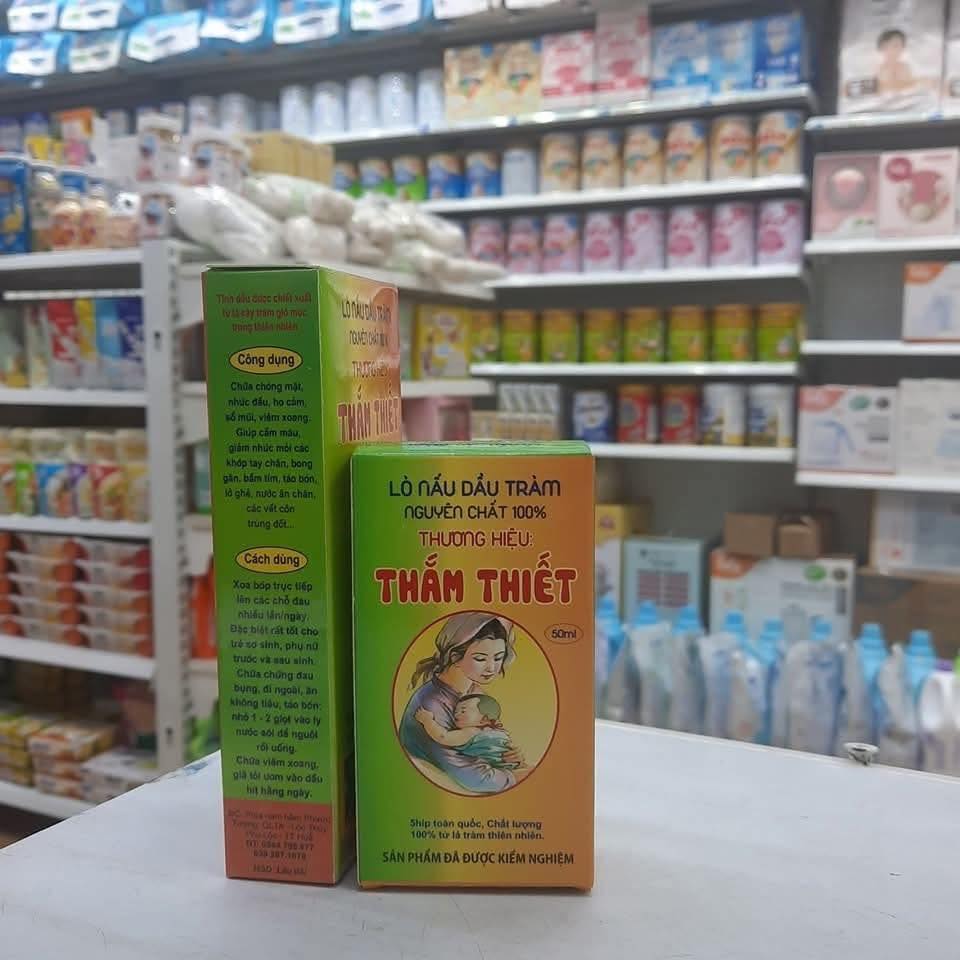 Tinh dầu được chiết xuất
từ lá cây tràm gió mọc
trong thiên nhiên
Công dụng
Chữa chóng mặt,
nhức đầu, ho cảm,
sổ mũi, viêm xoang.
Giúp cầm máu,
giảm nhức mỏi các
khớp tay chân, bong
gân, bầm tím, táo bón,
lở ghẻ, nước ăn chân,
các vết côn
trùng đốt...
Cách dùng
Xoa bóp trực tiếp
lên các chỗ đau
nhiều lần/ngày.
Đặc biệt rất tốt cho
trẻ sơ sinh, phụ nữ
trước và sau sinh.
Chữa chứng đau
bụng, đi ngoài, ăn
không tiêu, táo bón:
nhỏ 1 - 2 giọt vào ly
nước sôi để nguội
rồi uống.
Chữa viêm xoang,
giã tỏi ươm vào dầu
hít hằng ngày.
LÒ NẤU DẦU TRÀM
NGUYÊN CHẤT
THƯƠNG HIỆU:
THẮM THIẾT
LÒ NẤU DẦU TRÀM
NGUYÊN CHẤT 100%
THƯƠNG HIỆU:
THẮM THIẾT
50ml
Ship toàn quốc, Chất lượng
100% từ lá tràm thiên nhiên.
SẢN PHẨM ĐÃ ĐƯỢC KIỂM NGHIỆM